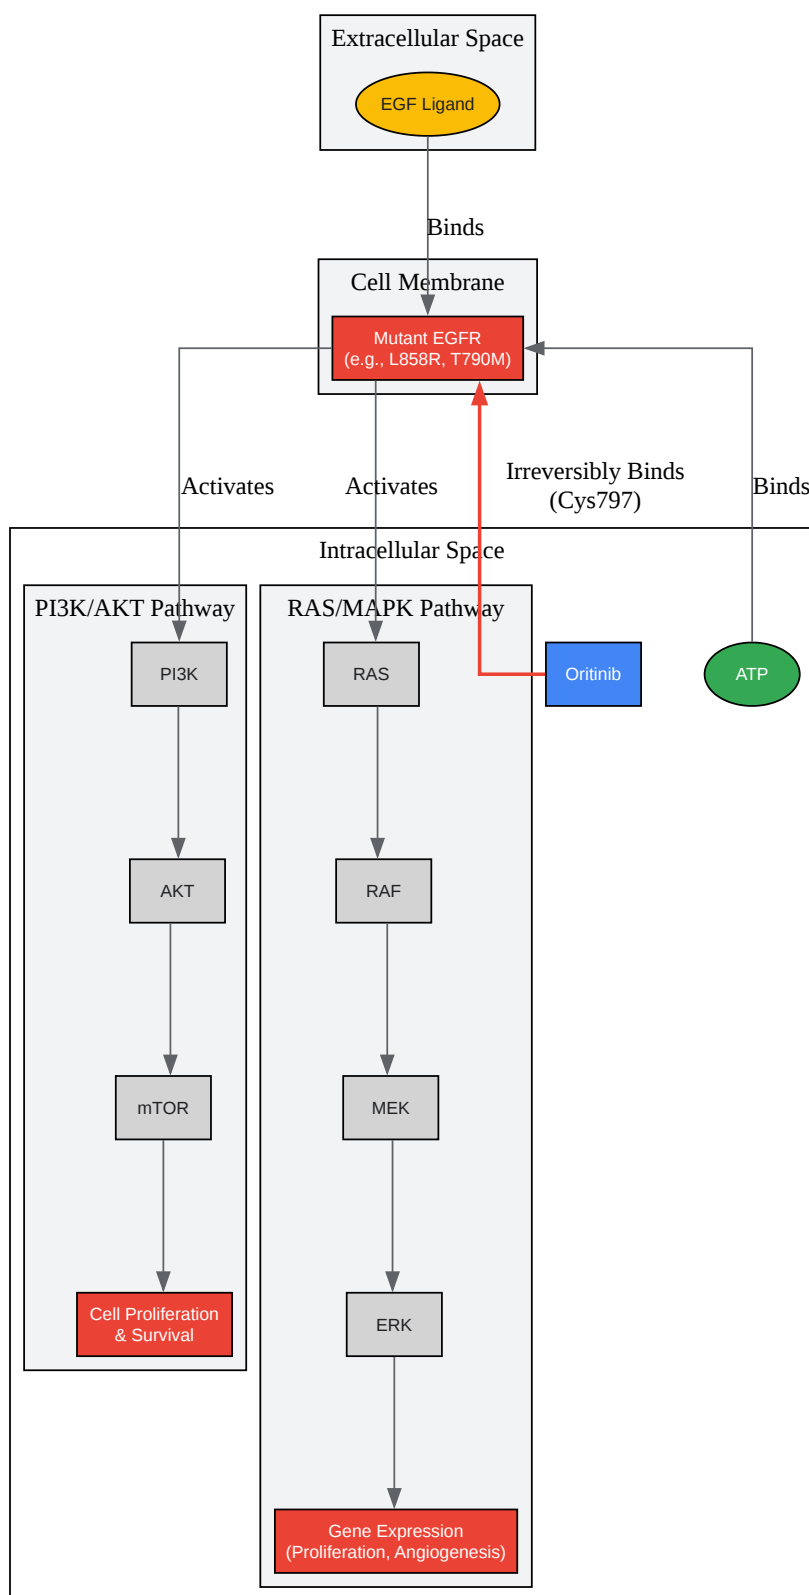 Extracellular Space
EGF Ligand
Binds
Cell Membrane
Mutant EGFR
(e.g., L858R, T790M)
Activates
Activates
Irreversibly Binds
(Cys797)
Binds
Intracellular Space
PI3K/AKT Pathway
RAS/MAPK Pathway
PI3K
RAS
Oritinib
ATP
AKT
RAF
mTOR
MEK
Cell Proliferation
& Survival
ERK
Gene Expression
(Proliferation, Angiogenesis)